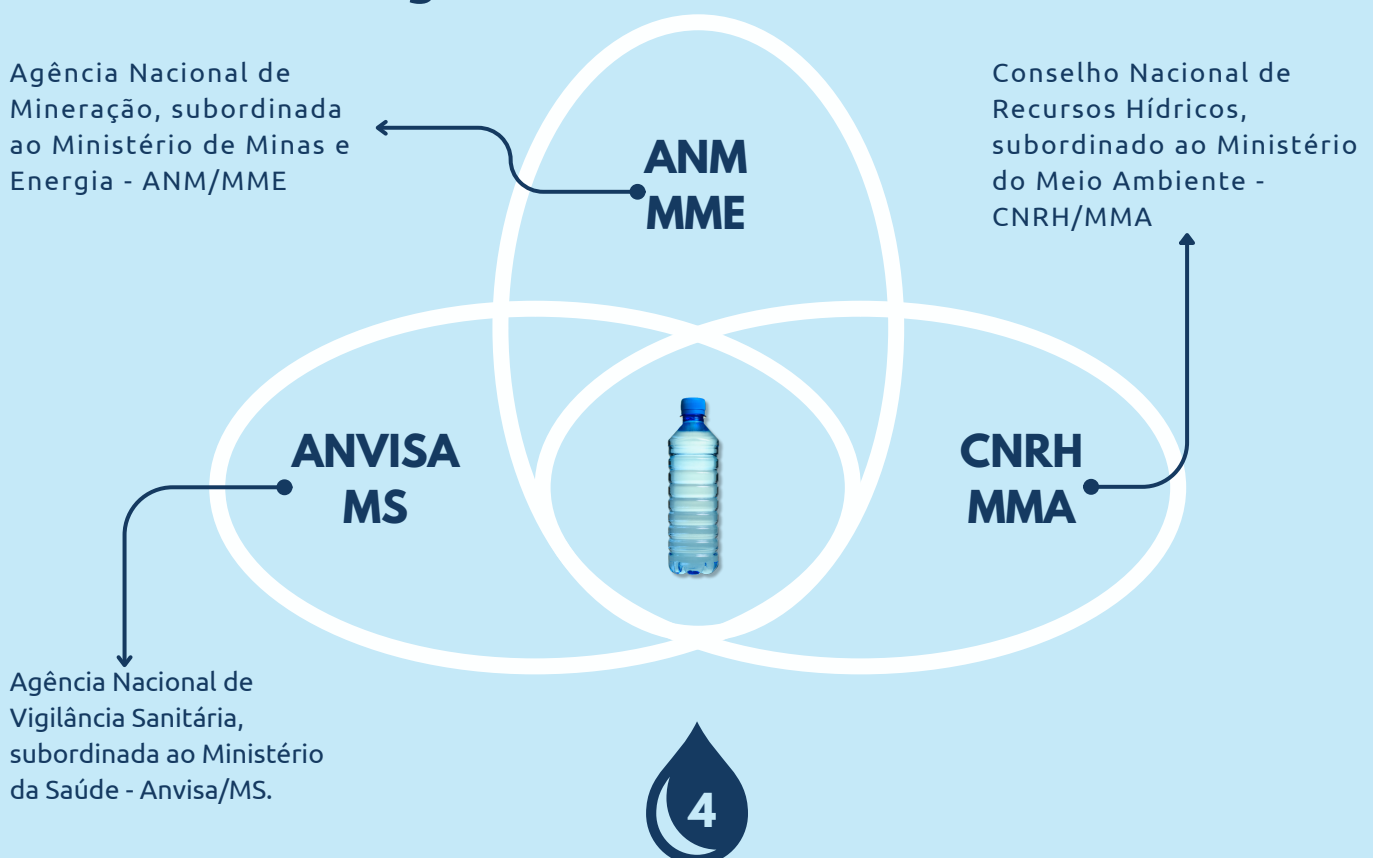 Agência Nacional de
Mineração, subordinada
ao Ministério de Minas e
Energia - ANM/MME
Conselho Nacional de
Recursos Hídricos,
subordinado ao Ministério
do Meio Ambiente -
CNRH/MMA
ANM
MME
ANVISA
MS
CNRH
MMA
Agência Nacional de
Vigilância Sanitária,
subordinada ao Ministério
da Saúde - Anvisa/MS.
4